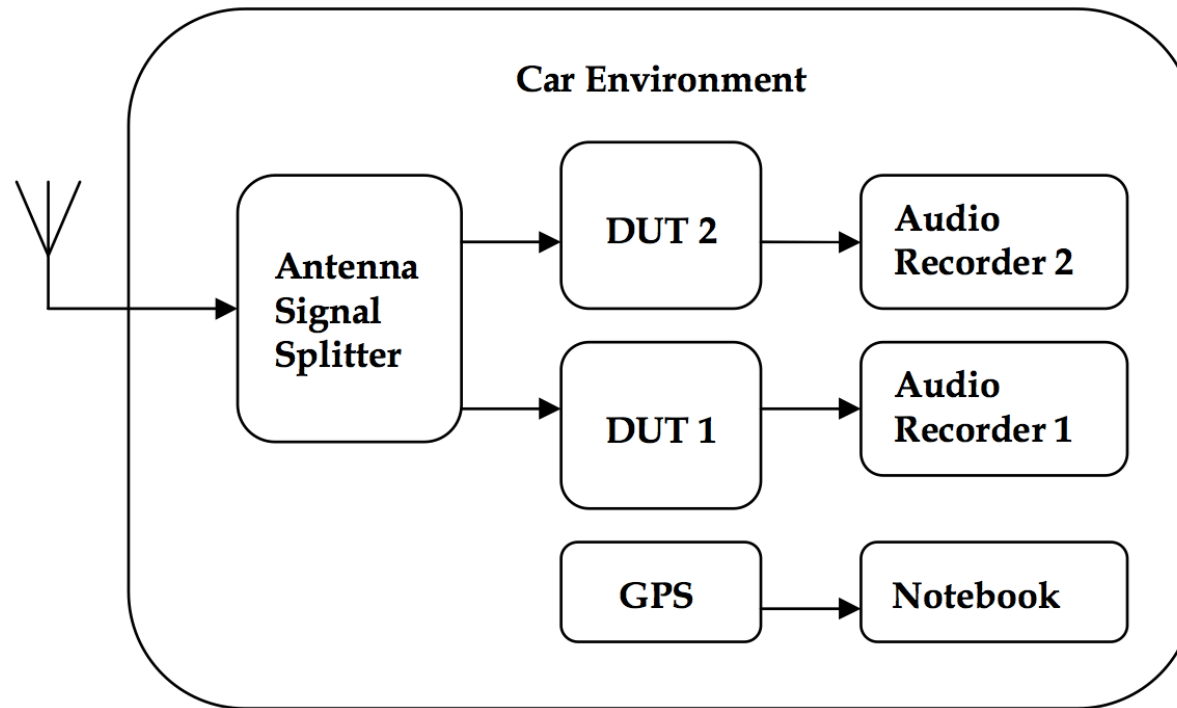 Car Environment
Antenna
Signal
Splitter
DUT 2
Audio
Recorder 2
DUT 1
Audio
Recorder 1
GPS
Notebook